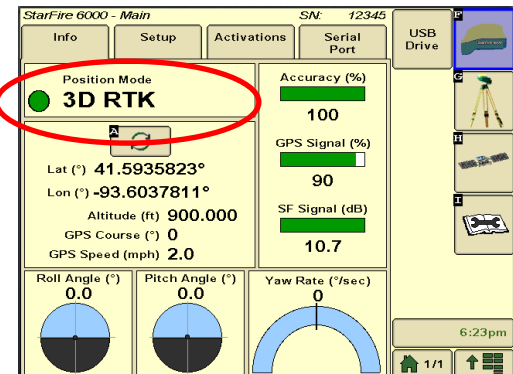 StarFire 6000 - Main
SN: 12345
Info
Setup
Activations
Serial
Port
USB
Drive
P
G
H
I
Position Mode
3D RTK
A
Lat (°) 41.5935823°
Lon (°) -93.6037811°
Altitude (ft) 900.000
GPS Course (°) 0
GPS Speed (mph) 2.0
Accuracy (%)
100
GPS Signal (%)
90
SF Signal (dB)
10.7
Roll Angle (°)
0.0
Pitch Angle (°)
0.0
Yaw Rate (°/sec)
0
6:23pm
1/1